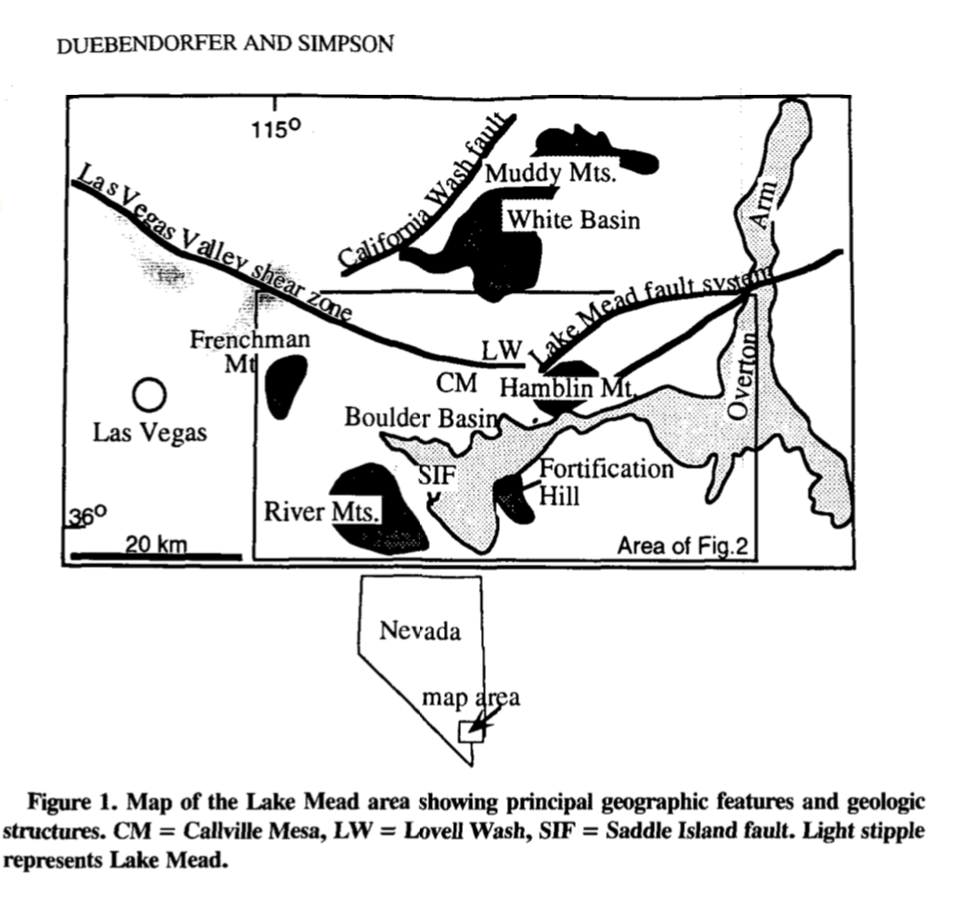 DUEBENDORFER AND SIMPSON
115°
California Wash fault
Muddy Mts.
Las Vegas Valley shear zone
White Basin
Arm
Lake Mead fault system
Frenchman
Mt
LW
CM
Hamblin Mt.
Overton
Las Vegas
Boulder Basin
SIF
Fortification
Hill
River Mts.
36°
20 km
Area of Fig.2
Nevada
map area
Figure 1. Map of the Lake Mead area showing principal geographic features and geologic
structures. CM = Callville Mesa, LW = Lovell Wash, SIF = Saddle Island fault. Light stipple
represents Lake Mead.